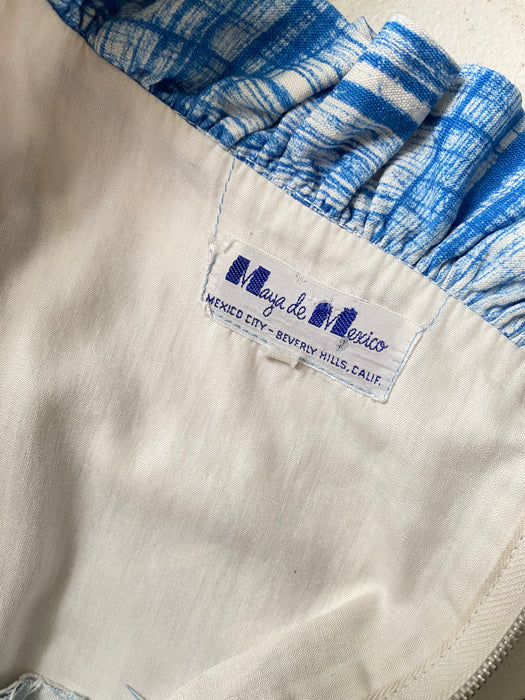 Maya de Mexico
MEXICO CITY - BEVERLY HILLS, CALIF.